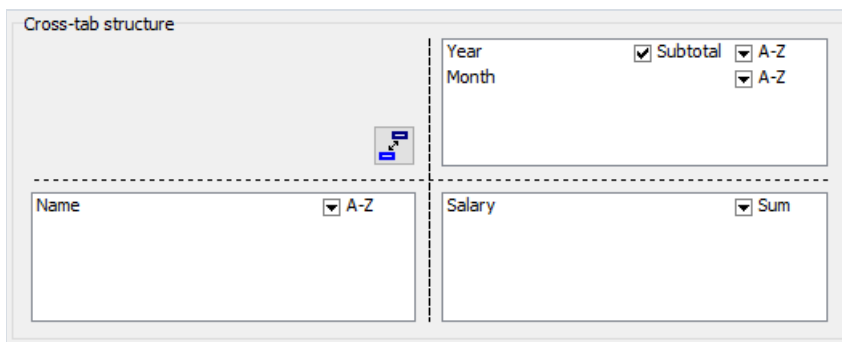 Cross-tab structure
Year Subtotal A-Z
Month A-Z
Name A-Z
Salary Sum